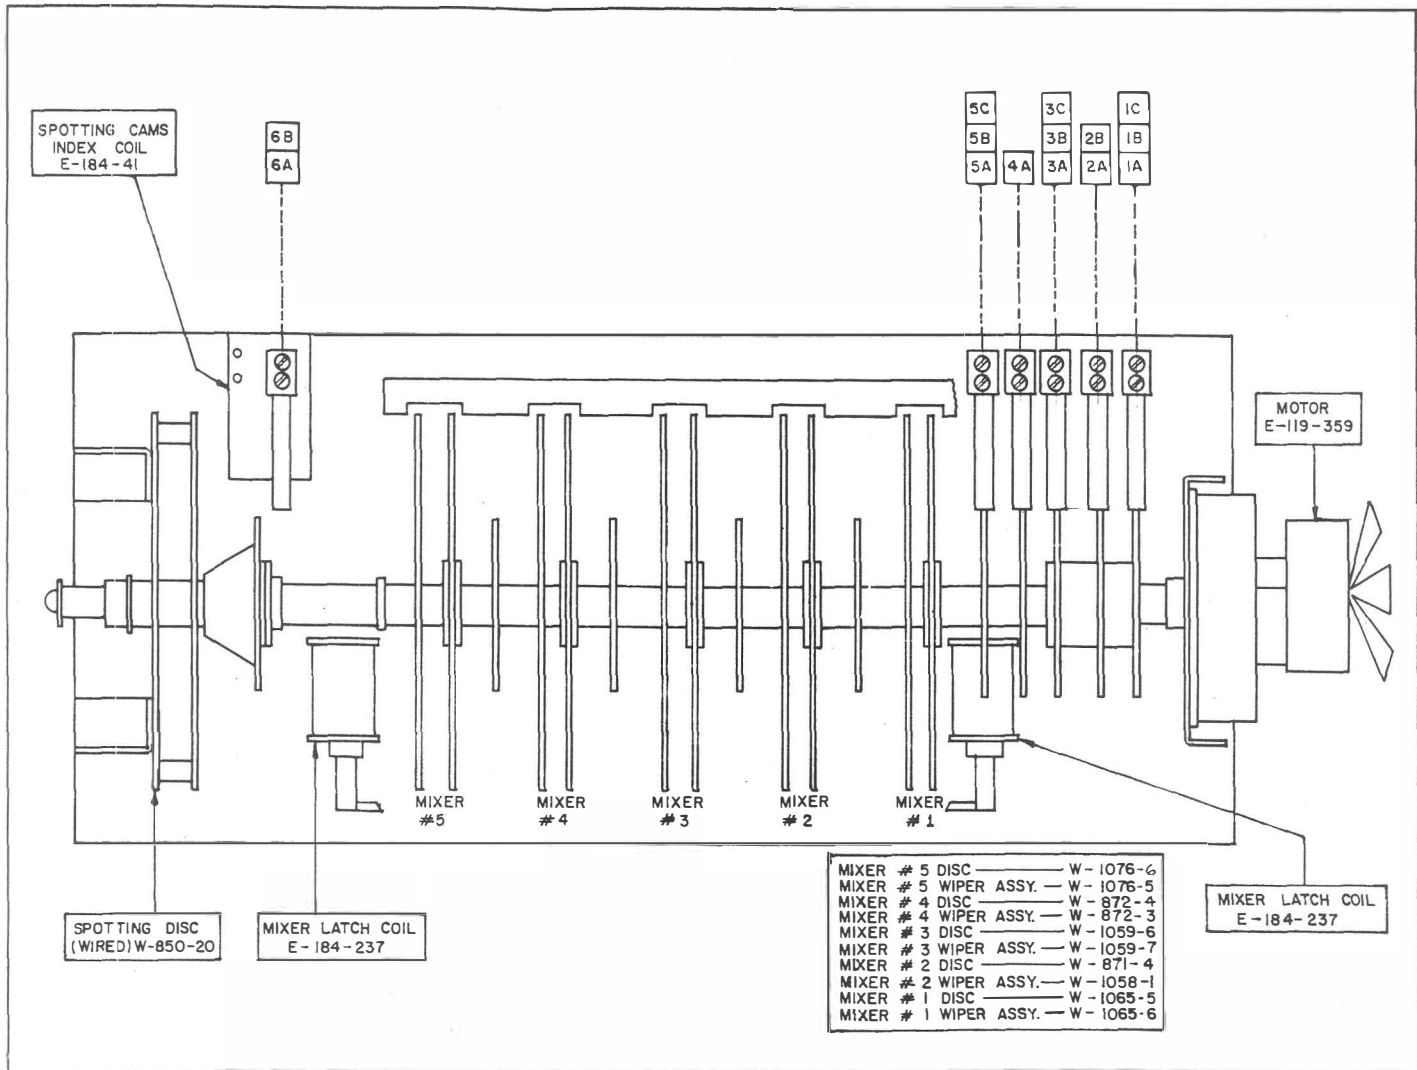 SPOTTING CAMS
INDEX COIL
E-184-41
6B
6A
5C
5B
5A
4A
3C
3B
3A
2B
2A
1C
1B
1A
MOTOR
E-119-359
MIXER
#5
MIXER
#4
MIXER
#3
MIXER
#2
MIXER
#1
SPOTTING DISC
(WIRED) W-850-20
MIXER LATCH COIL
E-184-237
MIXER # 5 DISC — W-1076-6
MIXER # 5 WIPER ASSY. — W-1076-5
MIXER # 4 DISC — W-872-4
MIXER # 4 WIPER ASSY. — W-872-3
MIXER # 3 DISC — W-1059-6
MIXER # 3 WIPER ASSY. — W-1059-7
MIXER # 2 DISC — W-871-4
MIXER # 2 WIPER ASSY. — W-1058-1
MIXER # 1 DISC — W-1065-5
MIXER # 1 WIPER ASSY. — W-1065-6
MIXER LATCH COIL
E-184-237